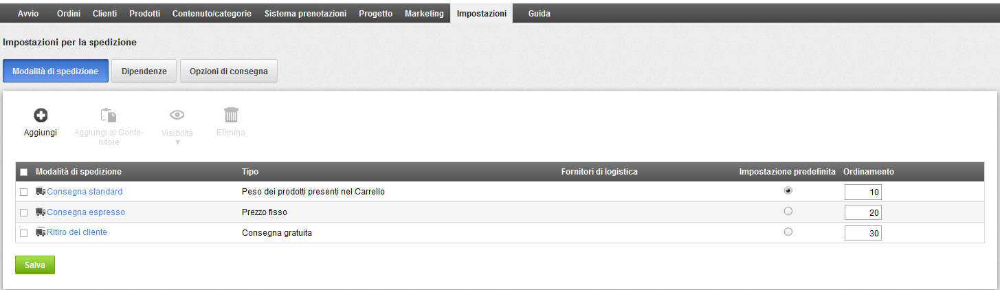 Avvio Ordini Clienti Prodotti Contenuto/categorie Sistema prenotazioni Progetto Marketing Impostazioni Guida
Impostazioni per la spedizione
Modalità di spedizione Dipendenze Opzioni di consegna
Aggiungi Aggiungi al Conte-
nitore Visibilità Elimina
Modalità di spedizione Tipo Fornitori di logistica Impostazione predefinita Ordinamento
Consegna standard Peso dei prodotti presenti nel Carrello 10
Consegna espresso Prezzo fisso 20
Ritiro del cliente Consegna gratuita 30
Salva